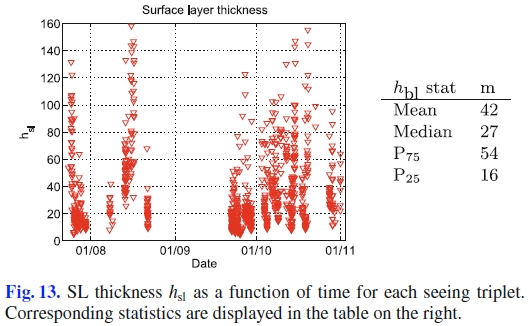 Surface layer thickness
160
140
120
100
80
60
40
20
0
h_sl
01/08
01/09
01/10
01/11
Date
h_bl stat m
Mean 42
Median 27
P_75 54
P_25 16
Fig. 13. SL thickness h_sl as a function of time for each seeing triplet.
Corresponding statistics are displayed in the table on the right.